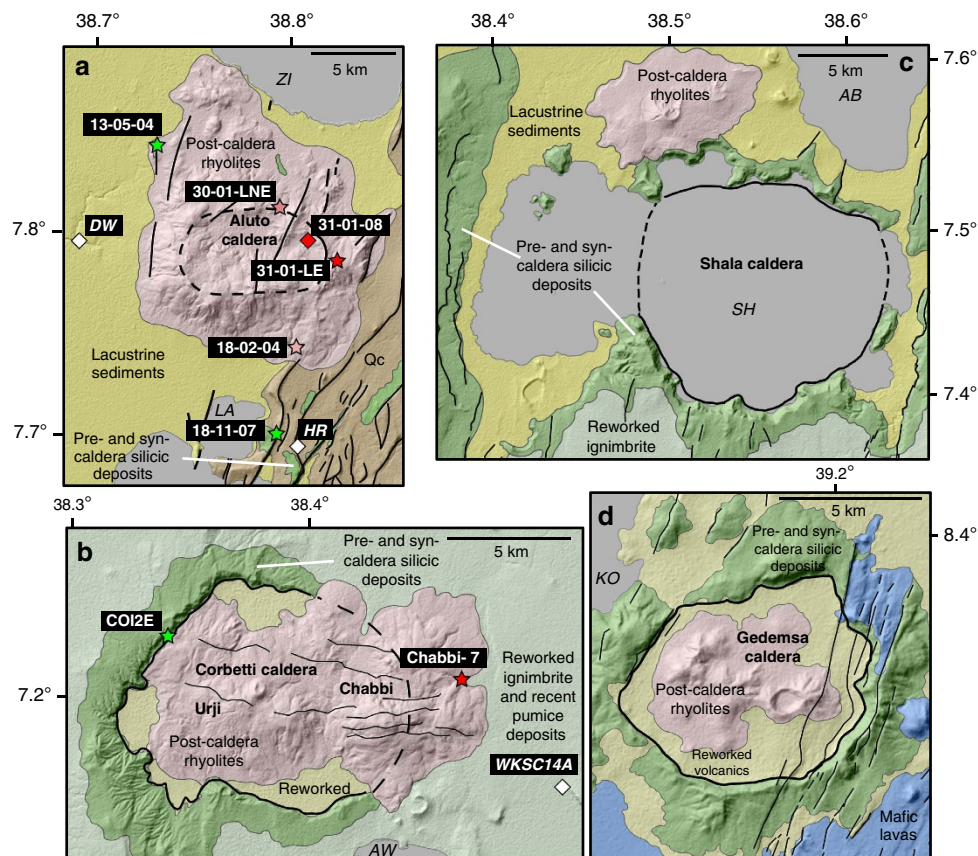 38.7°
38.8°
a
5 km
ZI
13-05-04
Post-caldera
rhyolites
30-01-LNE
Aluto
caldera
31-01-08
7.8°
DW
31-01-LE
18-02-04
Lacustrine
sediments
Qc
LA
18-11-07
HR
7.7°
Pre- and syn-
caldera silicic
deposits
38.4°
38.5°
38.6°
c
5 km
7.6°
Post-caldera
rhyolites
AB
Lacustrine
sediments
7.5°
Pre- and syn-
caldera silicic
deposits
Shala caldera
SH
7.4°
Reworked
ignimbrite
38.3°
38.4°
b
Pre- and syn-
caldera silicic
deposits
5 km
COI2E
Corbetti caldera
Chabbi- 7
Chabbi
Reworked
ignimbrite
and recent
pumice
deposits
7.2°
Urji
Post-caldera
rhyolites
WKSC14A
Reworked
AW
39.2°
5 km
d
Pre- and syn-
caldera silicic
deposits
8.4°
KO
Gedemsa
caldera
Post-caldera
rhyolites
Reworked
volcanics
Mafic
lavas